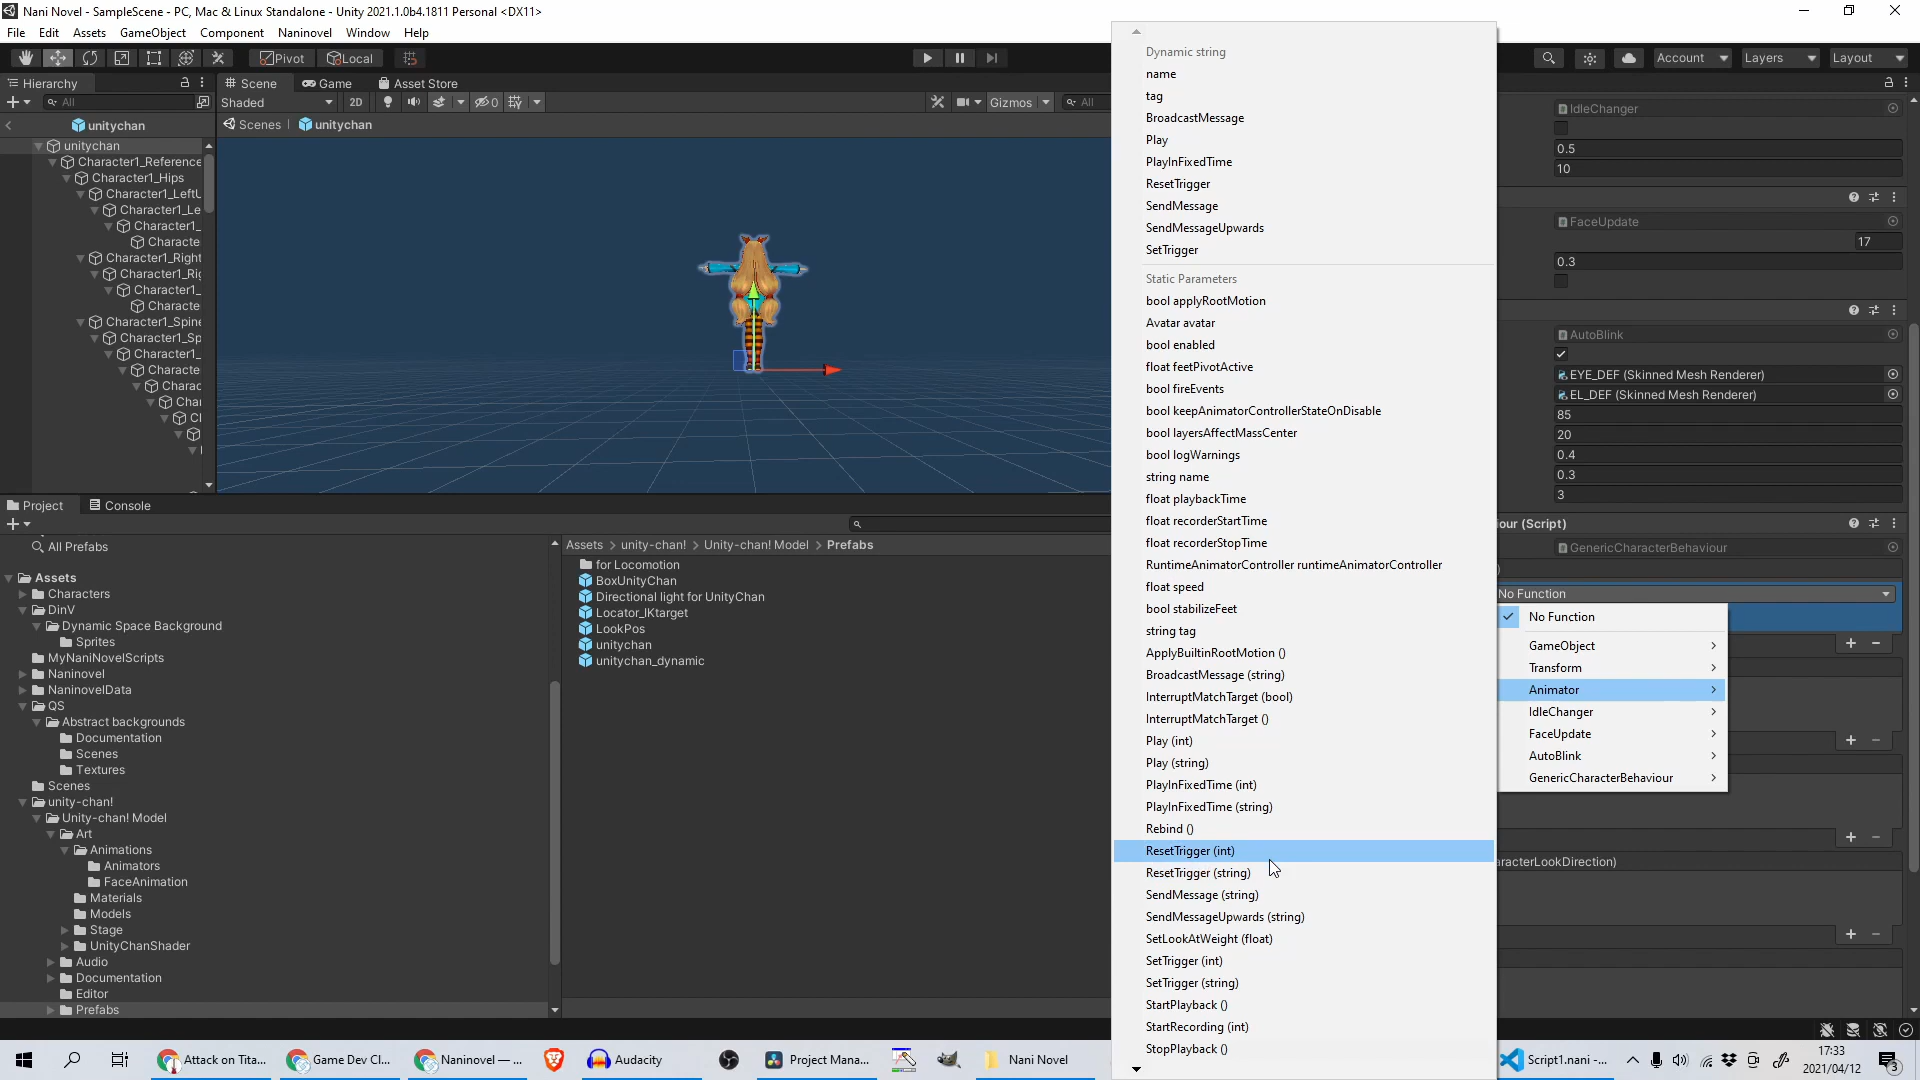 Nani Novel - SampleScene - PC, Mac & Linux Standalone - Unity 2021.1.0b4.1811 Personal <DX11>
File Edit Assets GameObject Component Naninovel Window Help
Pivot Local
Account Layers Layout
Hierarchy
All
unitychan
unitychan
Character1_Reference
Character1_Hips
Character1_LeftU
Character1_Le
Character1_
Characte
Character1_Right
Character1_Rig
Character1_
Characte
Character1_Spine
Character1_Sp
Character1_
Characte
Charac
Char
Cl
Scene Game Asset Store
Shaded 2D 0 Gizmos All
Scenes unitychan
Dynamic string
name
tag
BroadcastMessage
Play
PlayInFixedTime
ResetTrigger
SendMessage
SendMessageUpwards
SetTrigger
Static Parameters
bool applyRootMotion
Avatar avatar
bool enabled
float feetPivotActive
bool fireEvents
bool keepAnimatorControllerStateOnDisable
bool layersAffectMassCenter
bool logWarnings
string name
float playbackTime
float recorderStartTime
float recorderStopTime
RuntimeAnimatorController runtimeAnimatorController
float speed
bool stabilizeFeet
string tag
ApplyBuiltinRootMotion ()
BroadcastMessage (string)
InterruptMatchTarget (bool)
InterruptMatchTarget ()
Play (int)
Play (string)
PlayInFixedTime (int)
PlayInFixedTime (string)
Rebind ()
ResetTrigger (int)
ResetTrigger (string)
SendMessage (string)
SendMessageUpwards (string)
SetLookAtWeight (float)
SetTrigger (int)
SetTrigger (string)
StartPlayback ()
StartRecording (int)
StopPlayback ()
IdleChanger
0.5
10
FaceUpdate
17
0.3
AutoBlink
EYE_DEF (Skinned Mesh Renderer)
EL_DEF (Skinned Mesh Renderer)
85
20
0.4
0.3
3
iour (Script)
GenericCharacterBehaviour
)
No Function
No Function
GameObject
Transform
Animator
IdleChanger
FaceUpdate
AutoBlink
GenericCharacterBehaviour
aracterLookDirection)
Project Console
All Prefabs
Assets
Characters
DinV
Dynamic Space Background
Sprites
MyNaniNovelScripts
Naninovel
NaninovelData
QS
Abstract backgrounds
Documentation
Scenes
Textures
Scenes
unity-chan!
Unity-chan! Model
Art
Animations
Animators
FaceAnimation
Materials
Models
Stage
UnityChanShader
Audio
Documentation
Editor
Prefabs
Assets > unity-chan! > Unity-chan! Model > Prefabs
for Locomotion
BoxUnityChan
Directional light for UnityChan
Locator_IKtarget
LookPos
unitychan
unitychan_dynamic
Attack on Tita... Game Dev Cl... Naninovel — ... Audacity Project Mana... Nani Novel Script1.nani -...
17:33
2021/04/12
3